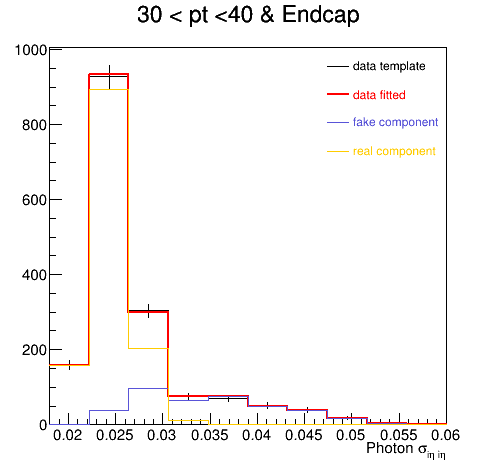 30 < pt <40 & Endcap
data template
data fitted
fake component
real component
1000
800
600
400
200
0
0.02 0.025 0.03 0.035 0.04 0.045 0.05 0.055 0.06
Photon σiη iη